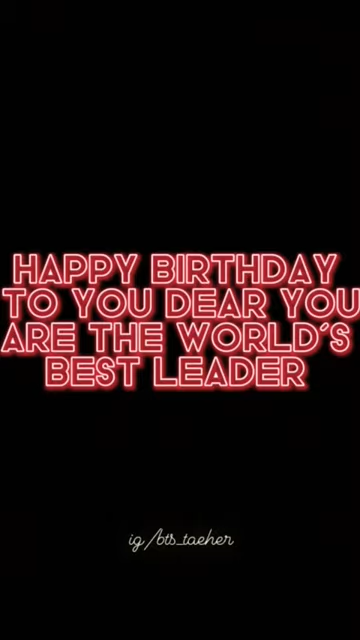 HAPPY BIRTHDAY
TO YOU DEAR YOU
ARE THE WORLD'S
BEST LEADER
ig/bts_taeher